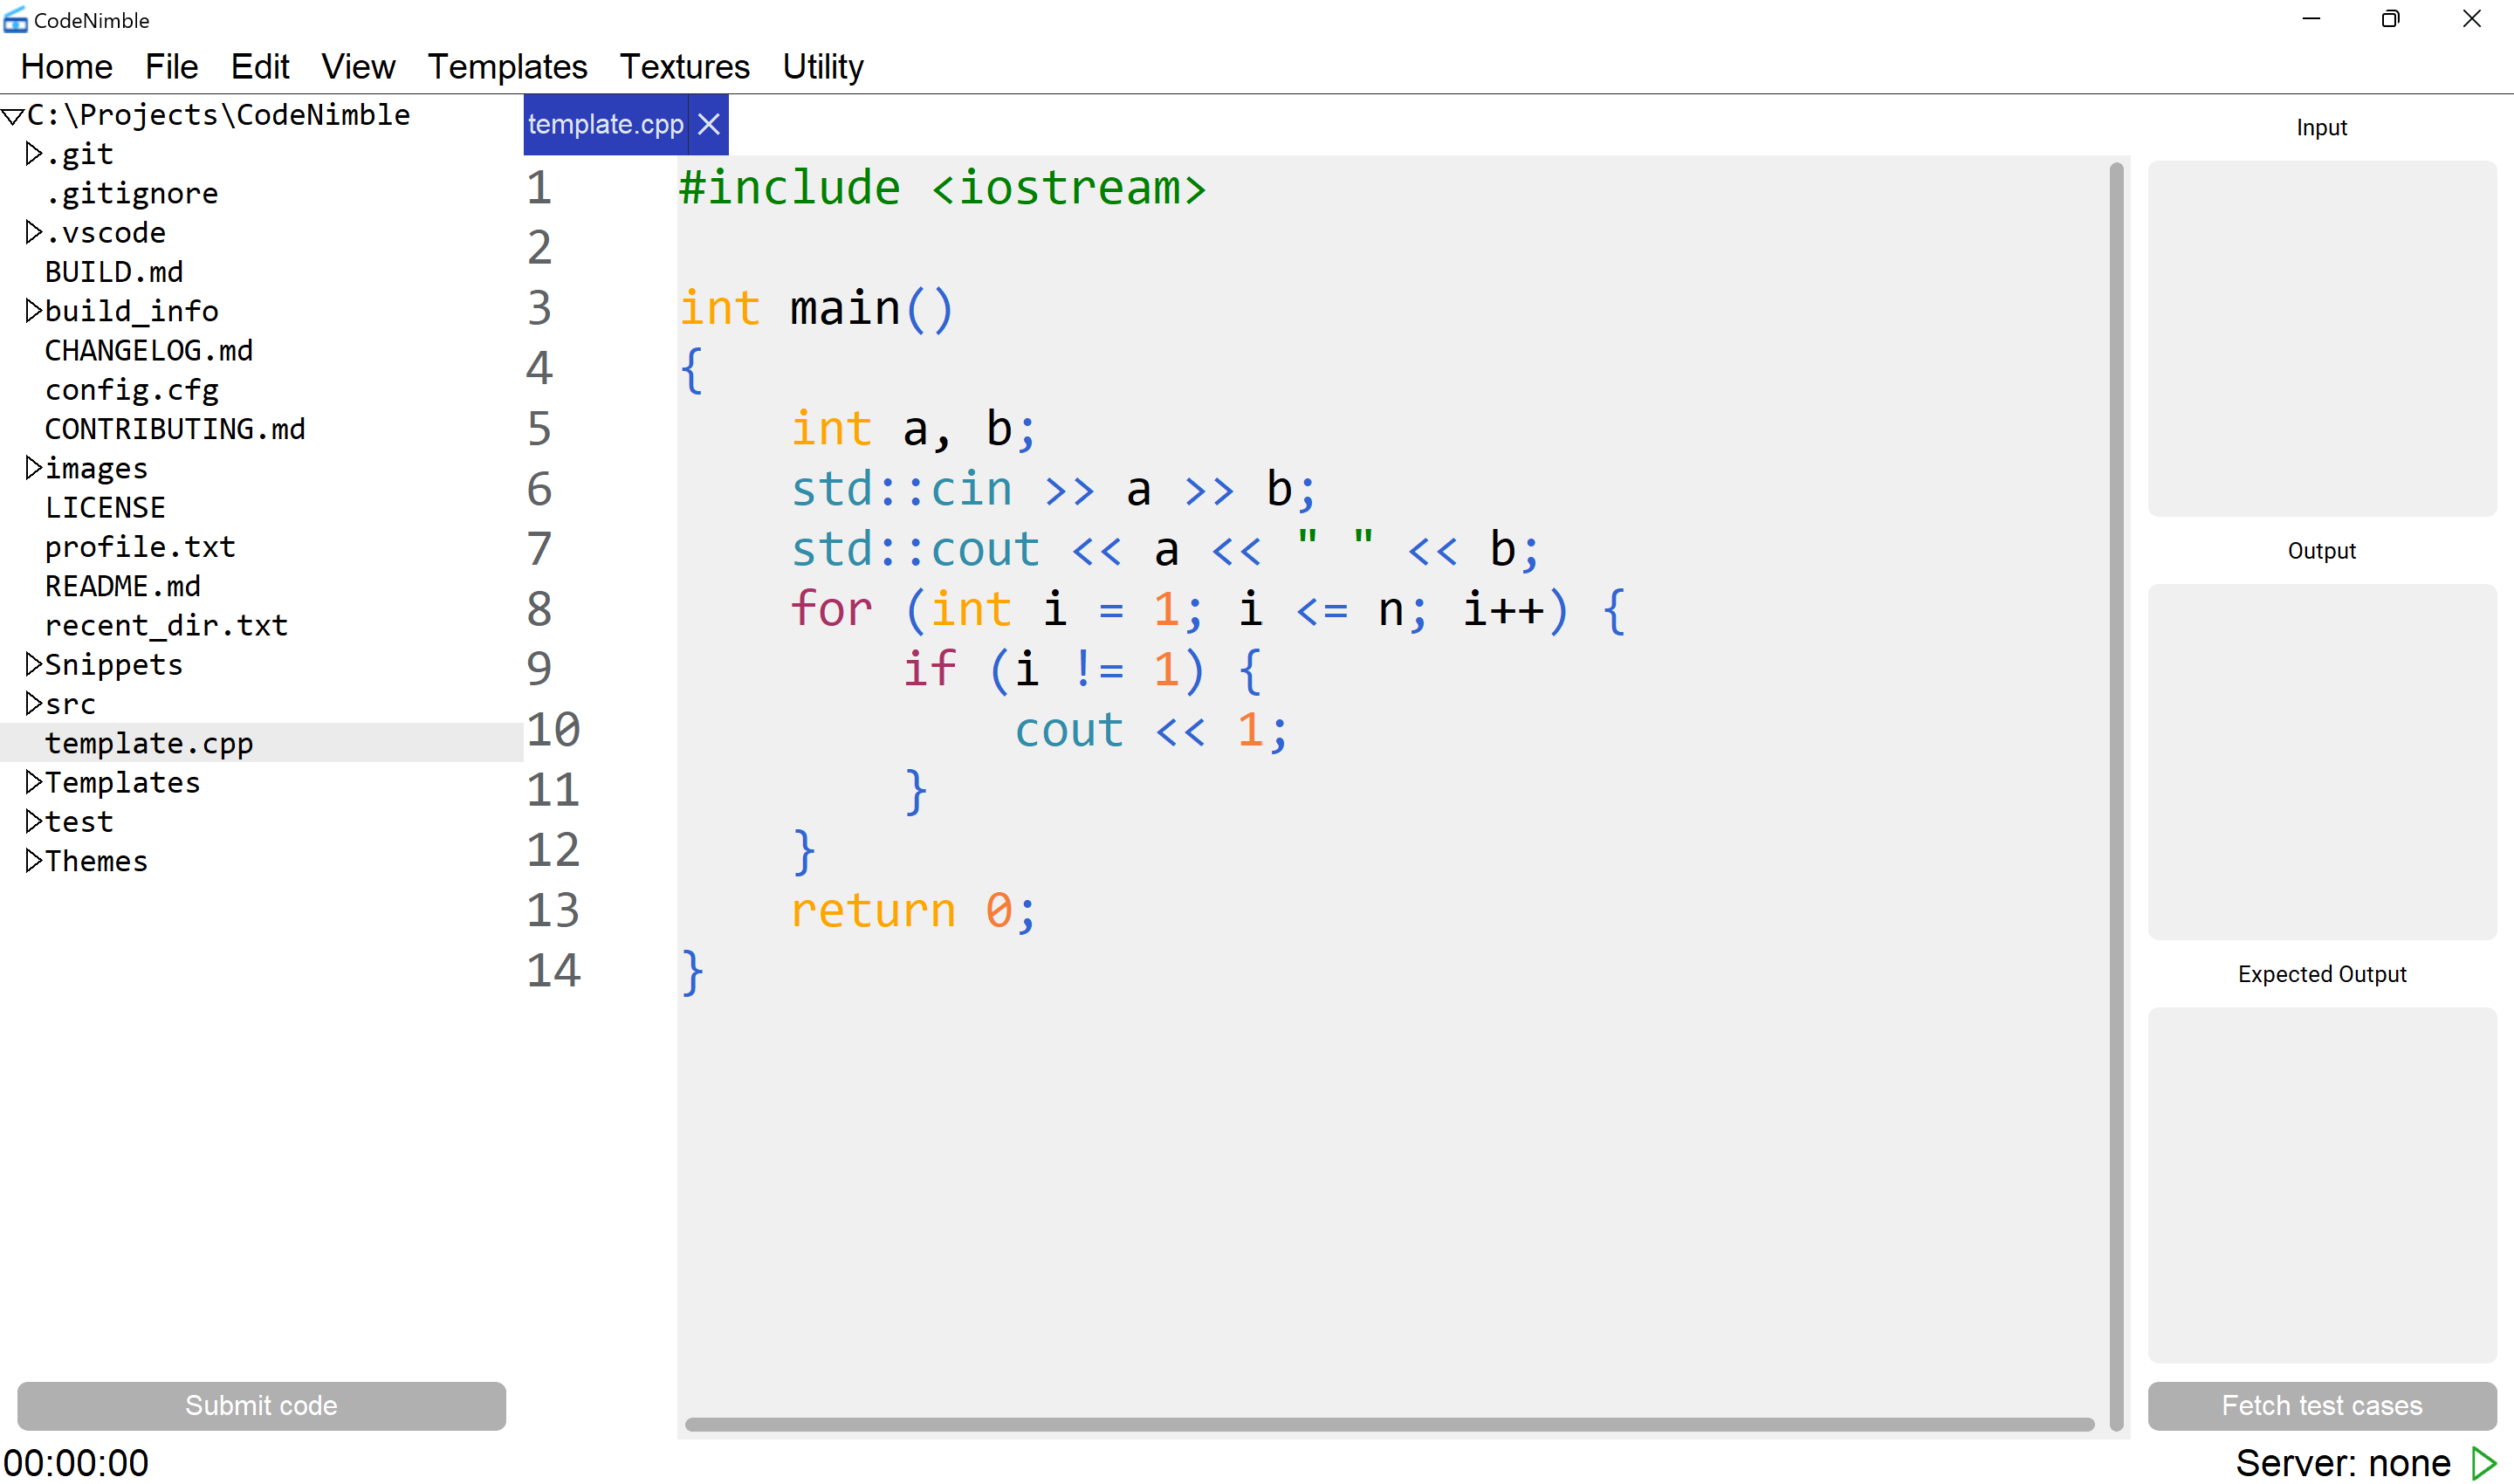 CodeNimble
Home File Edit View Templates Textures Utility
C:\Projects\CodeNimble
.git
.gitignore
.vscode
BUILD.md
build_info
CHANGELOG.md
config.cfg
CONTRIBUTING.md
images
LICENSE
profile.txt
README.md
recent_dir.txt
Snippets
src
template.cpp
Templates
test
Themes
Submit code
00:00:00
template.cpp
1 #include <iostream>
2
3 int main()
4 {
5     int a, b;
6     std::cin >> a >> b;
7     std::cout << a << " " << b;
8     for (int i = 1; i <= n; i++) {
9         if (i != 1) {
10             cout << 1;
11         }
12     }
13     return 0;
14 }
Input
Output
Expected Output
Fetch test cases
Server: none